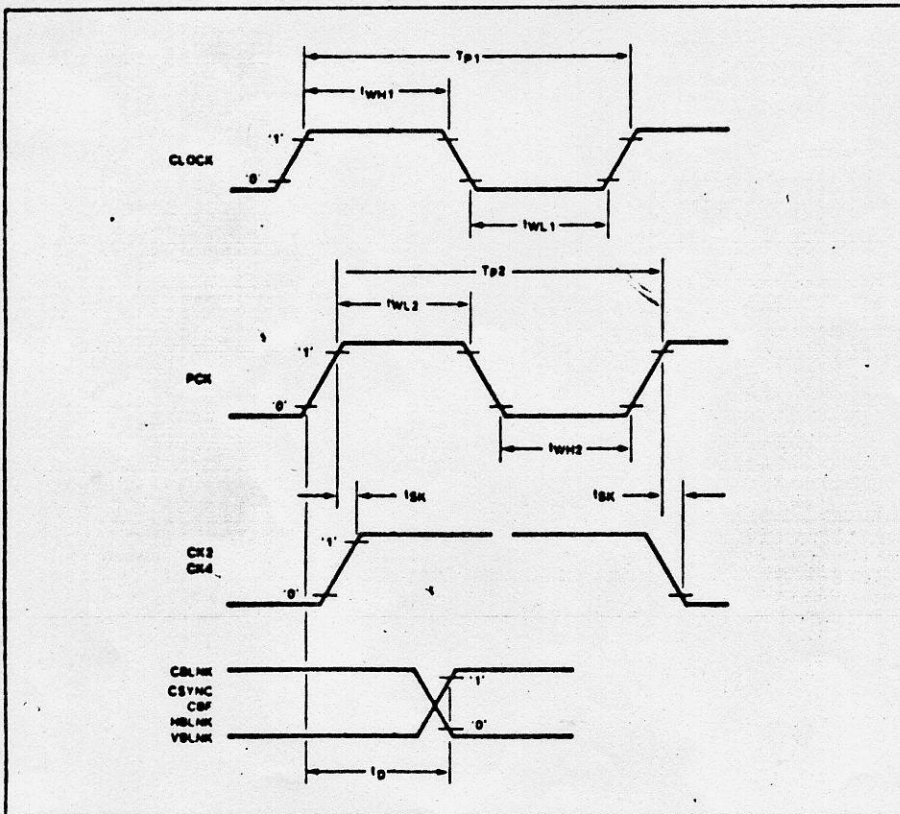 Tp1
tWH1
'1'
CLOCK
'0'
tWL1
Tp2
tWL2
'1'
PCK
'0'
tWH2
tSK
tSK
'1'
CK2
CK4
'0'
CBLNK
'1'
CSYNC
CBF
HBLNK
'0'
VBLNK
tD